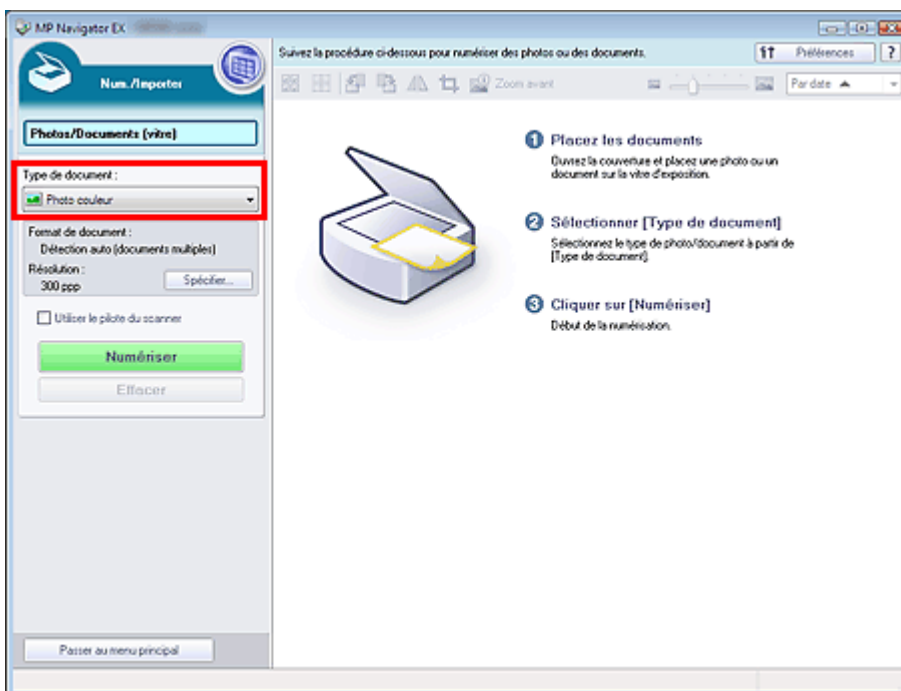 MP Navigator EX
Num./Importer
Photos/Documents (vitre)
Type de document :
Photo couleur
Format de document :
Détection auto (documents multiples)
Résolution :
300 ppp
Spécifier...
Utiliser le pilote du scanner
Numériser
Effacer
Passer au menu principal
Suivez la procédure ci-dessous pour numériser des photos ou des documents.
Préférences
?
Zoom avant
Par date
1 Placez les documents
Ouvrez la couverture et placez une photo ou un
document sur la vitre d'exposition.
2 Sélectionner [Type de document]
Sélectionnez le type de photo/document à partir de
[Type de document].
3 Cliquer sur [Numériser]
Début de la numérisation.